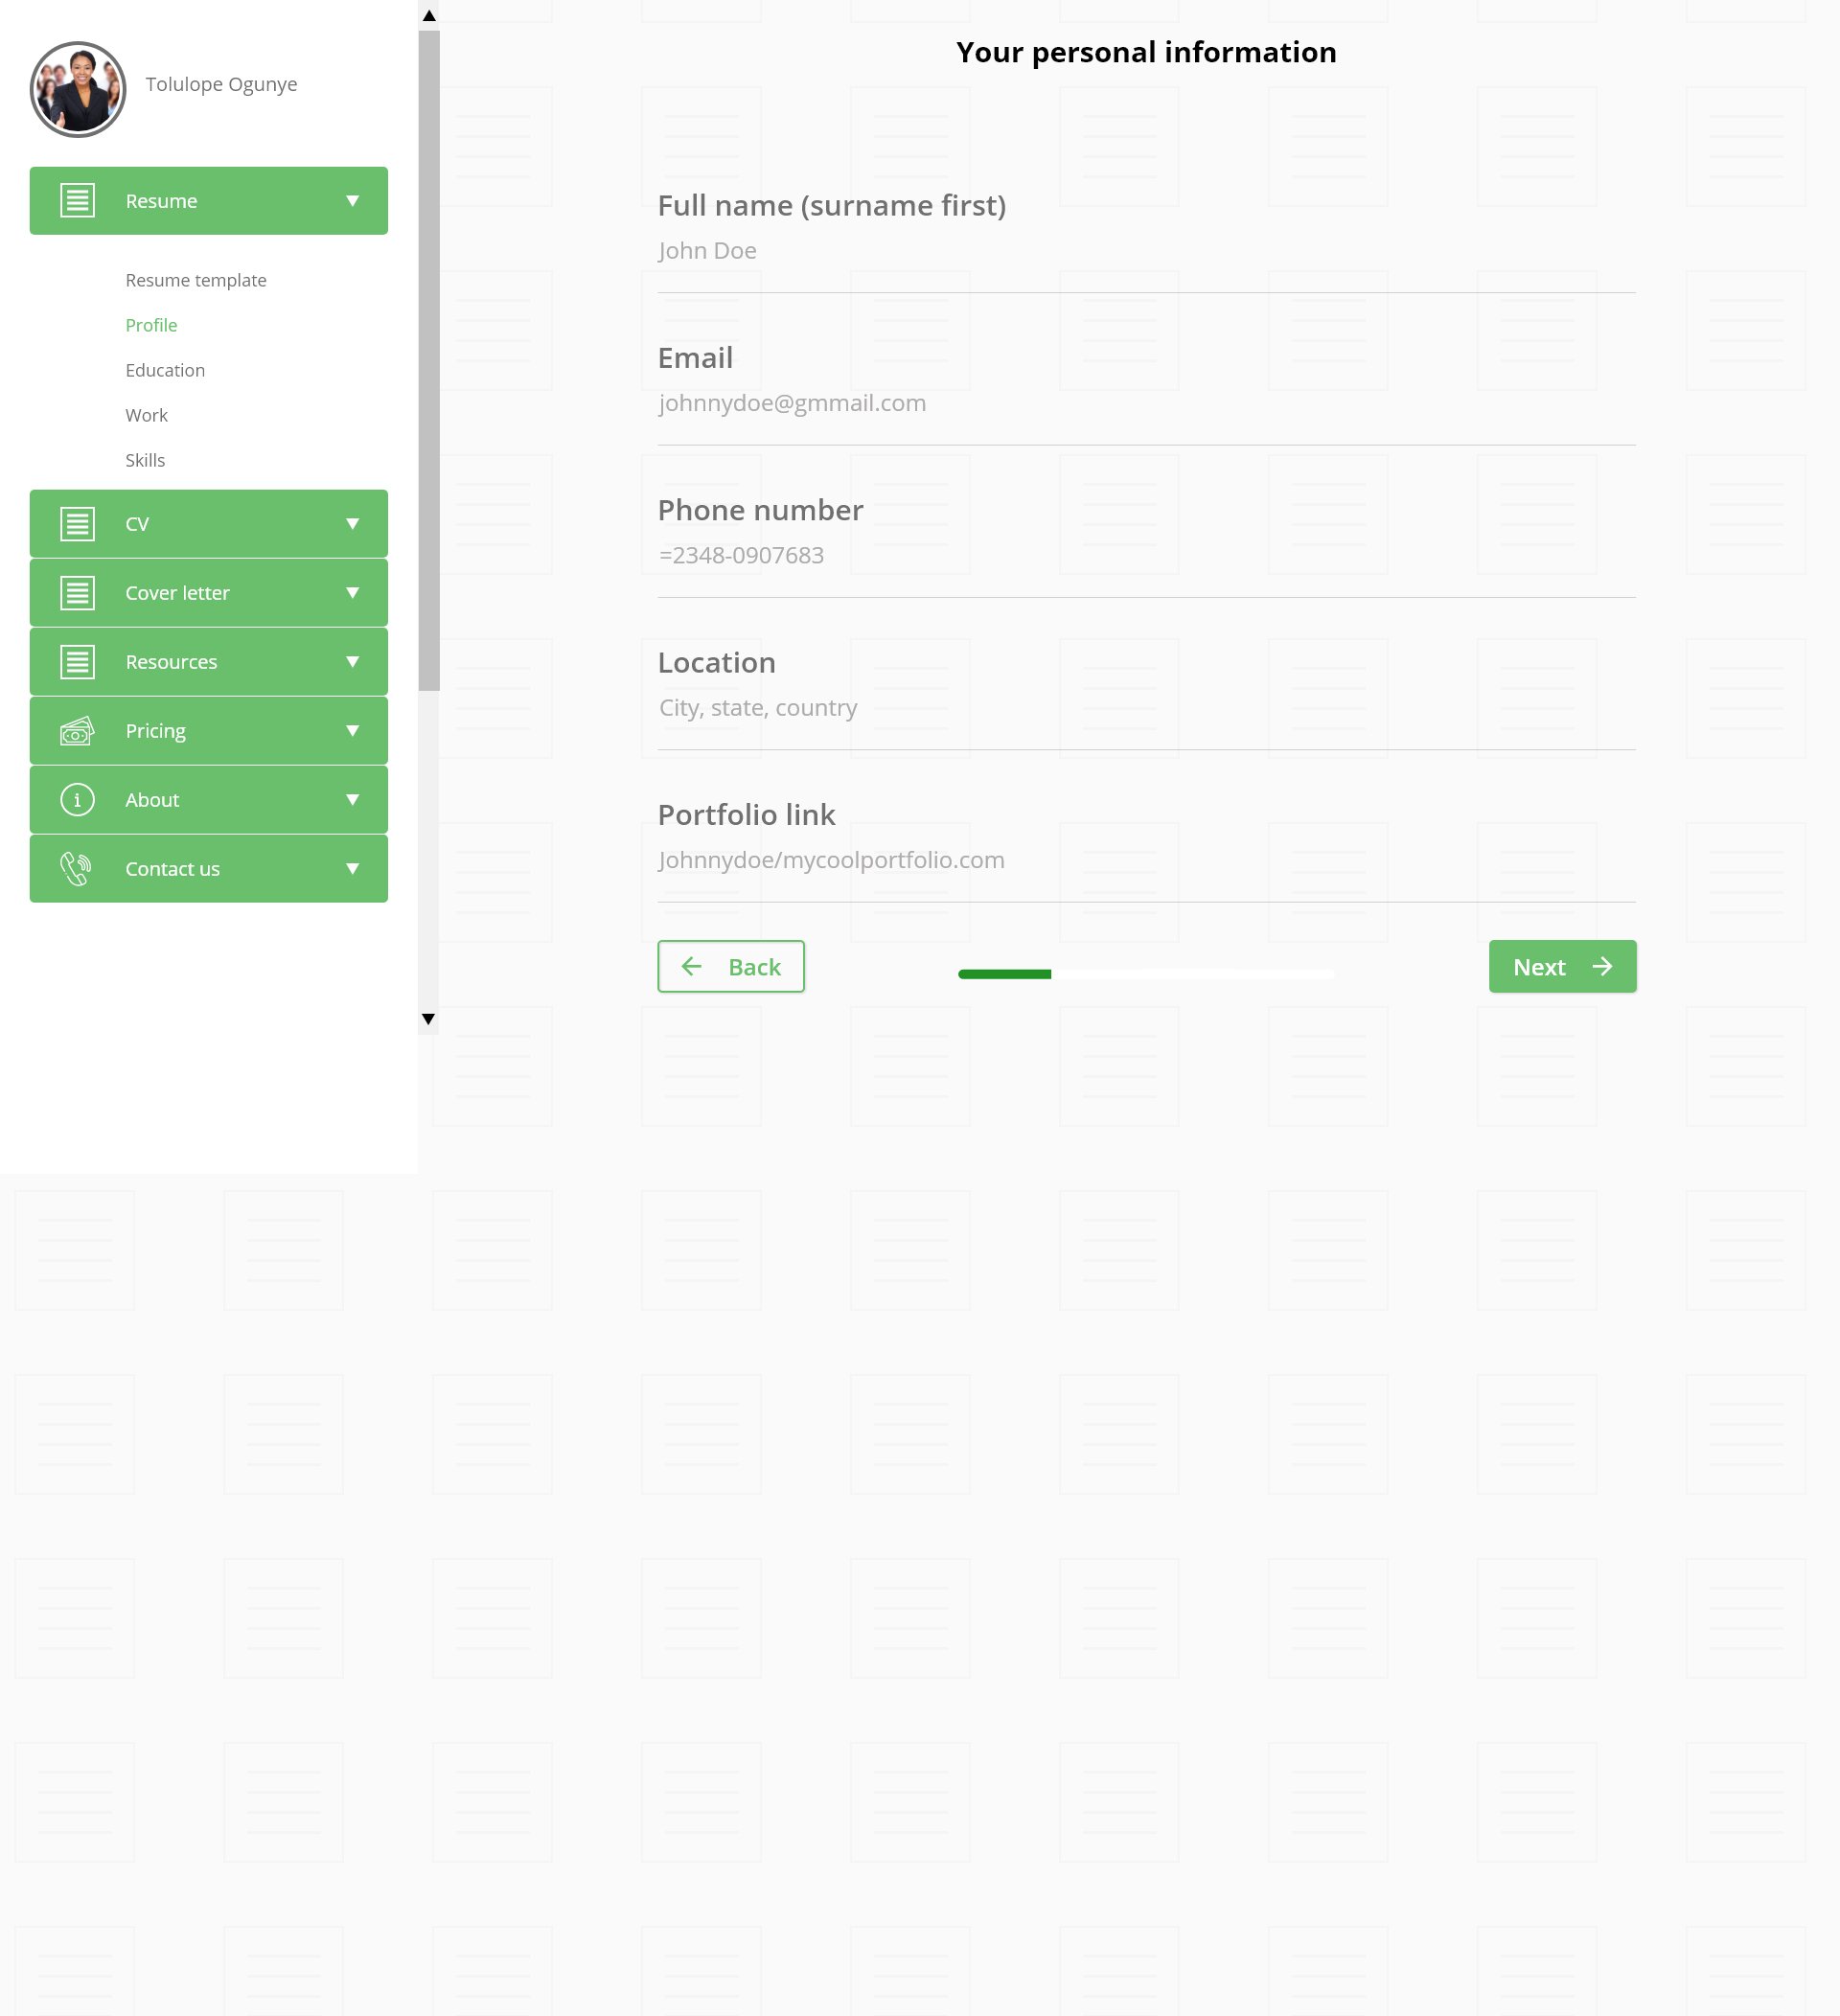 Tolulope Ogunye
Resume
Resume template
Profile
Education
Work
Skills
CV
Cover letter
Resources
Pricing
About
Contact us
Your personal information
Full name (surname first)
John Doe
Email
johnnydoe@gmmail.com
Phone number
=2348-0907683
Location
City, state, country
Portfolio link
Johnnydoe/mycoolportfolio.com
Back
Next